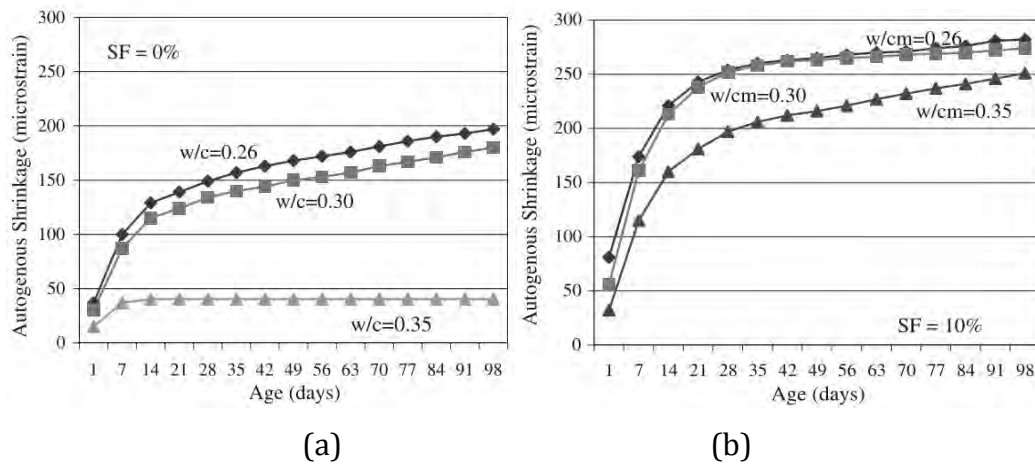 300
250
200
150
100
50
0
Autogenous Shrinkage (microstrain)
SF = 0%
w/c=0.26
w/c=0.30
w/c=0.35
1 7 14 21 28 35 42 49 56 63 70 77 84 91 98
Age (days)
(a)
300
250
200
150
100
50
0
Autogenous Shrinkage (microstrain)
w/cm=0.26
w/cm=0.30
w/cm=0.35
SF = 10%
1 7 14 21 28 35 42 49 56 63 70 77 84 91 98
Age (days)
(b)